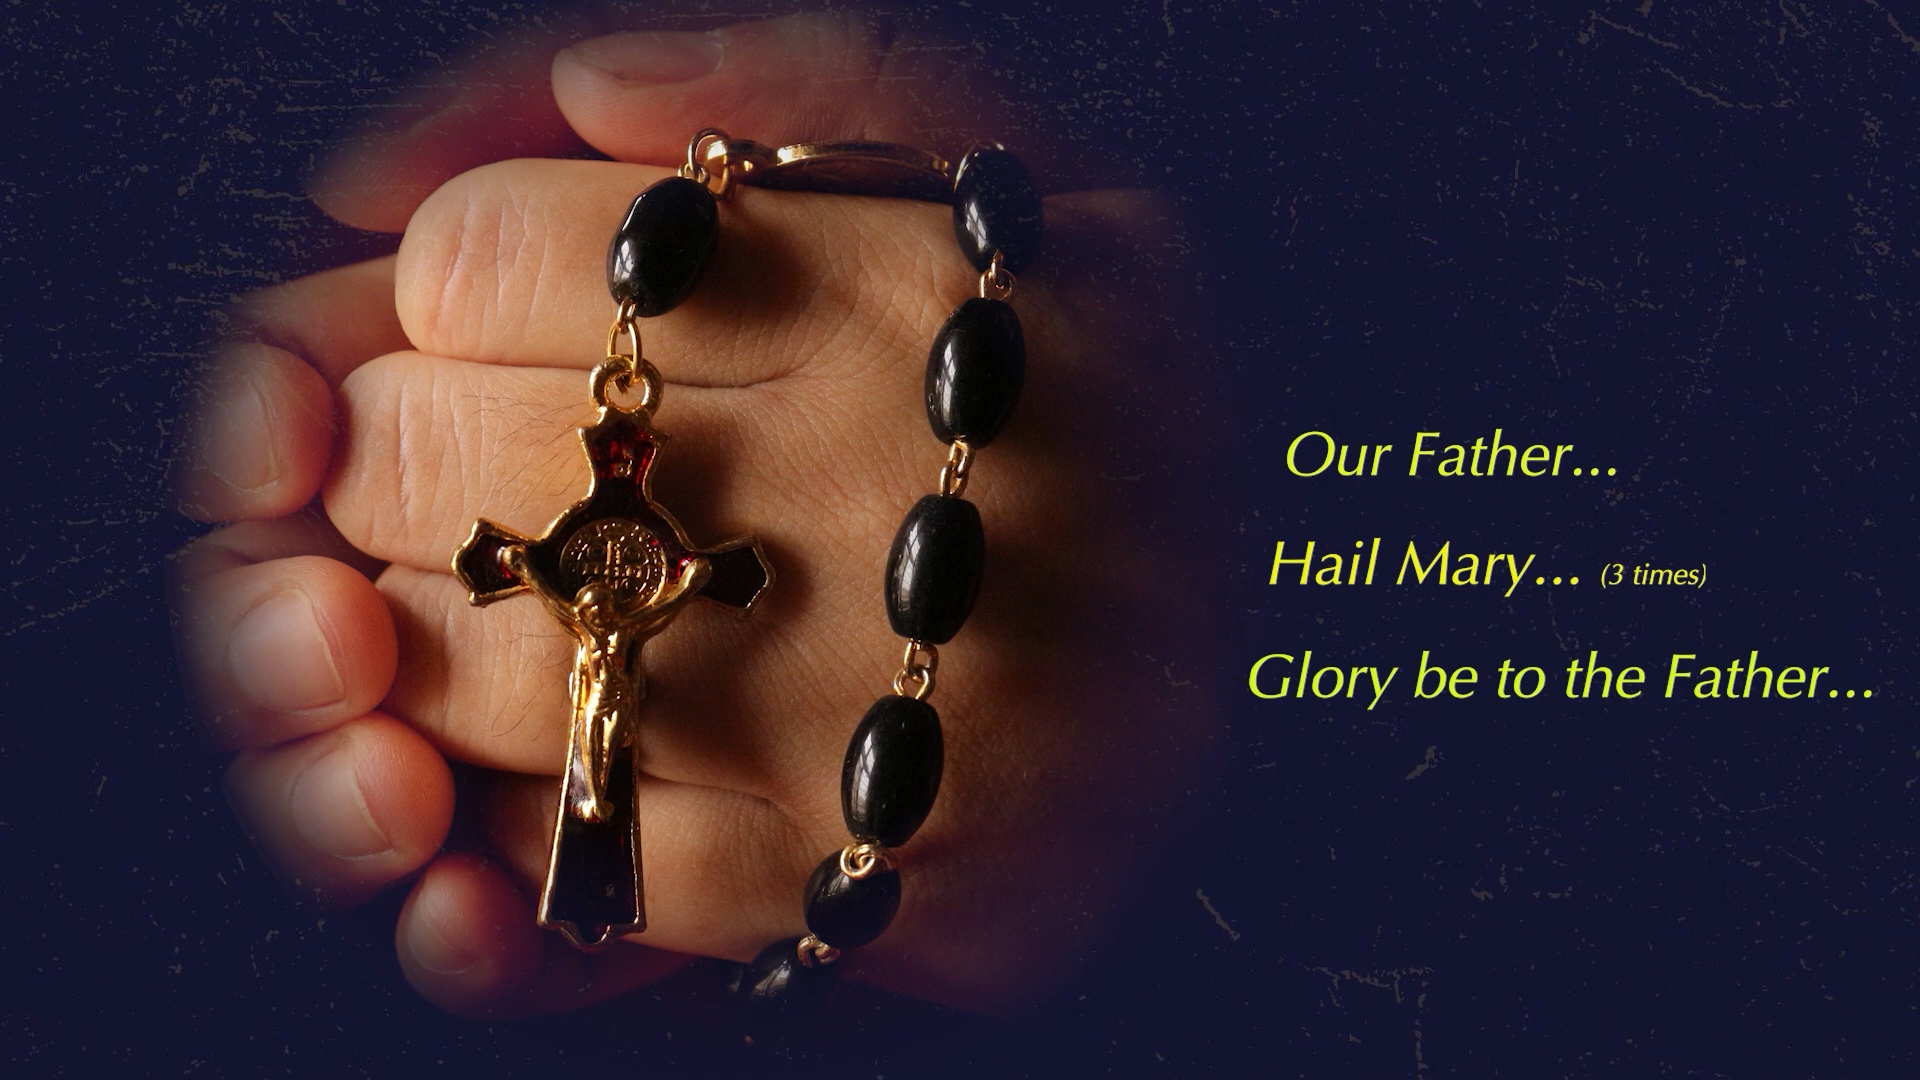 Our Father...
Hail Mary... (3 times)
Glory be to the Father...